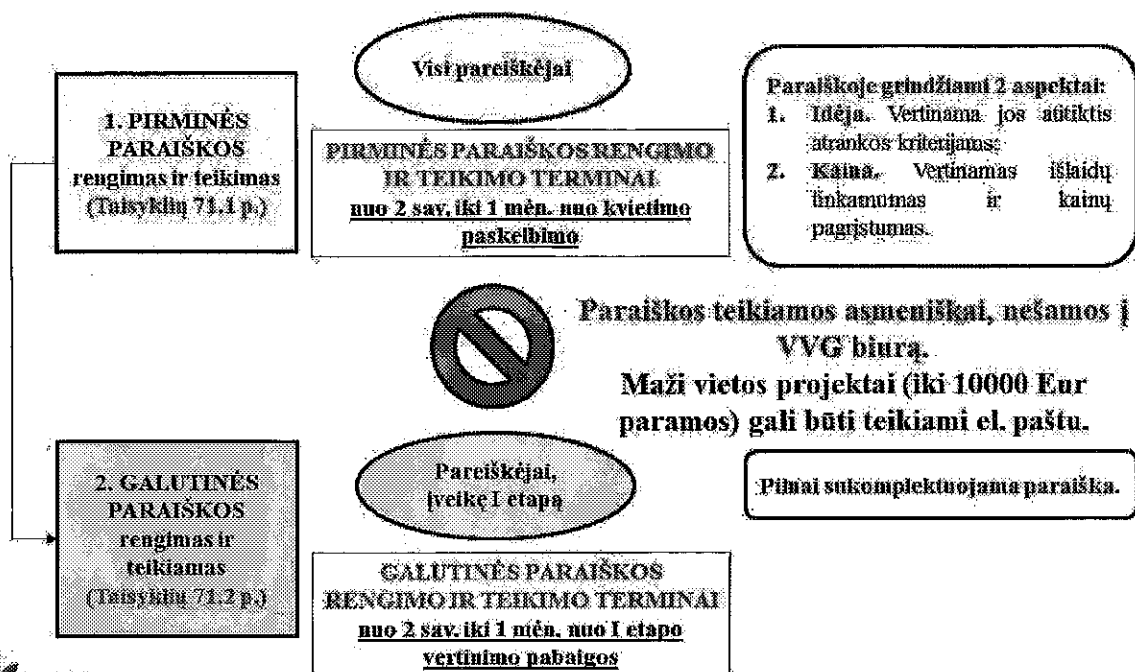 Visi pareiškėjai
1. PIRMINĖS
PARAIŠKOS
rengimas ir teikimas
(Taisyklių 71.1 p.)
PIRMINĖS PARAIŠKOS RENGIMO
IR TEIKIMO TERMINAI
nuo 2 sav. iki 1 mėn. nuo kvietimo
paskelbimo
Paraiškoje grindžiami 2 aspektai:
1. Idėja. Vertinama jos atitiktis
atrankos kriterijams;
2. Kaina. Vertinamas išlaidų
tinkamumas ir kainų
pagrįstumas.
Paraiškos teikiamos asmeniškai, nešamos į
VVG biurą.
Maži vietos projektai (iki 10000 Eur
paramos) gali būti teikiami el. paštu.
2. GALUTINĖS
PARAIŠKOS
rengimas ir
teikiamas
(Taisyklių 71.2 p.)
Pareiškėjai,
įveikę I etapą
Pilnai sukomplektuojama paraiška.
GALUTINĖS PARAIŠKOS
RENGIMO IR TEIKIMO TERMINAI
nuo 2 sav. iki 1 mėn. nuo I etapo
vertinimo pabaigos